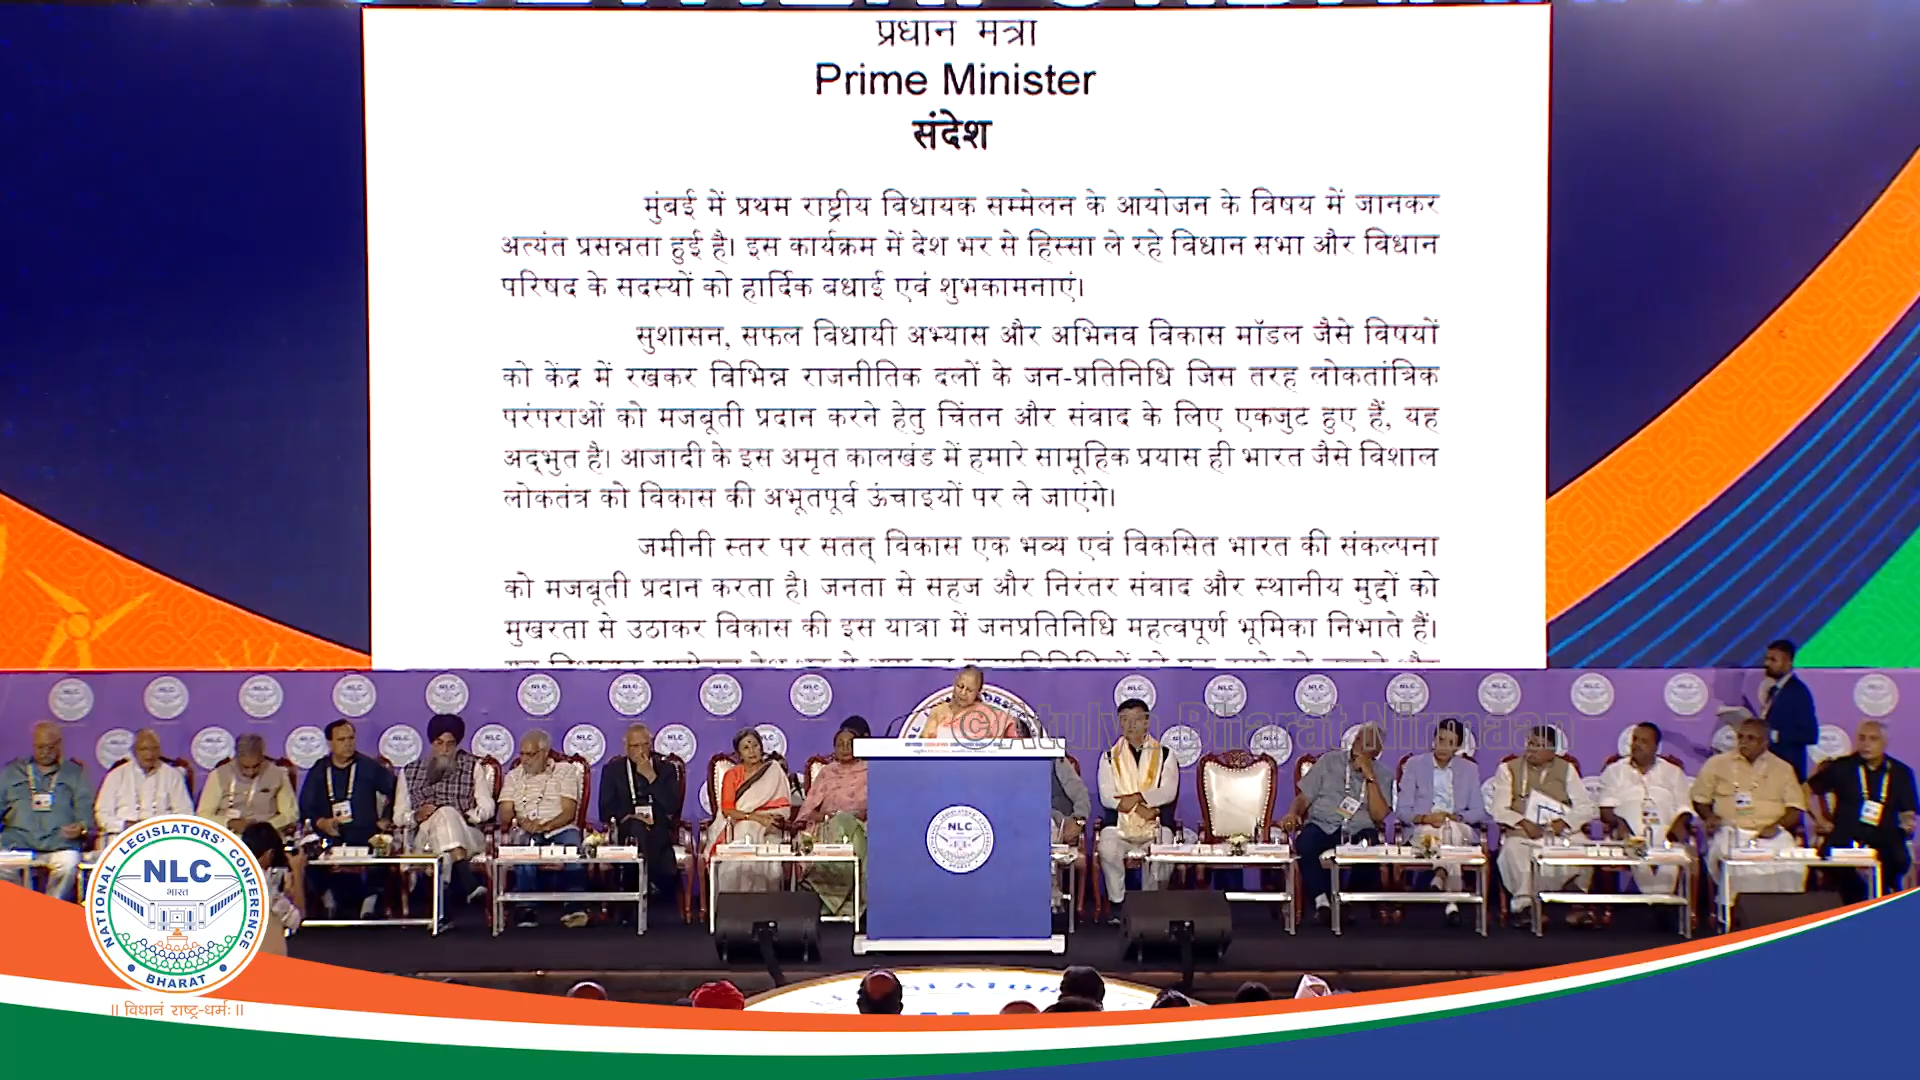 प्रधान मंत्री
Prime Minister
संदेश
मुंबई में प्रथम राष्ट्रीय विधायक सम्मेलन के आयोजन के विषय में जानकर
अत्यंत प्रसन्नता हुई है। इस कार्यक्रम में देश भर से हिस्सा ले रहे विधान सभा और विधान
परिषद के सदस्यों को हार्दिक बधाई एवं शुभकामनाएं।
सुशासन, सफल विधायी अभ्यास और अभिनव विकास मॉडल जैसे विषयों
को केंद्र में रखकर विभिन्न राजनीतिक दलों के जन-प्रतिनिधि जिस तरह लोकतांत्रिक
परंपराओं को मजबूती प्रदान करने हेतु चिंतन और संवाद के लिए एकजुट हुए हैं, यह
अद्भुत है। आजादी के इस अमृत कालखंड में हमारे सामूहिक प्रयास ही भारत जैसे विशाल
लोकतंत्र को विकास की अभूतपूर्व ऊंचाइयों पर ले जाएंगे।
जमीनी स्तर पर सतत् विकास एक भव्य एवं विकसित भारत की संकल्पना
को मजबूती प्रदान करता है। जनता से सहज और निरंतर संवाद और स्थानीय मुद्दों को
मुखरता से उठाकर विकास की इस यात्रा में जनप्रतिनिधि महत्वपूर्ण भूमिका निभाते हैं।
©Atulya Bharat Nirmaan
NLC
NATIONAL LEGISLATORS' CONFERENCE
NLC
भारत
BHARAT
॥ विधानं राष्ट्र-धर्मः ॥